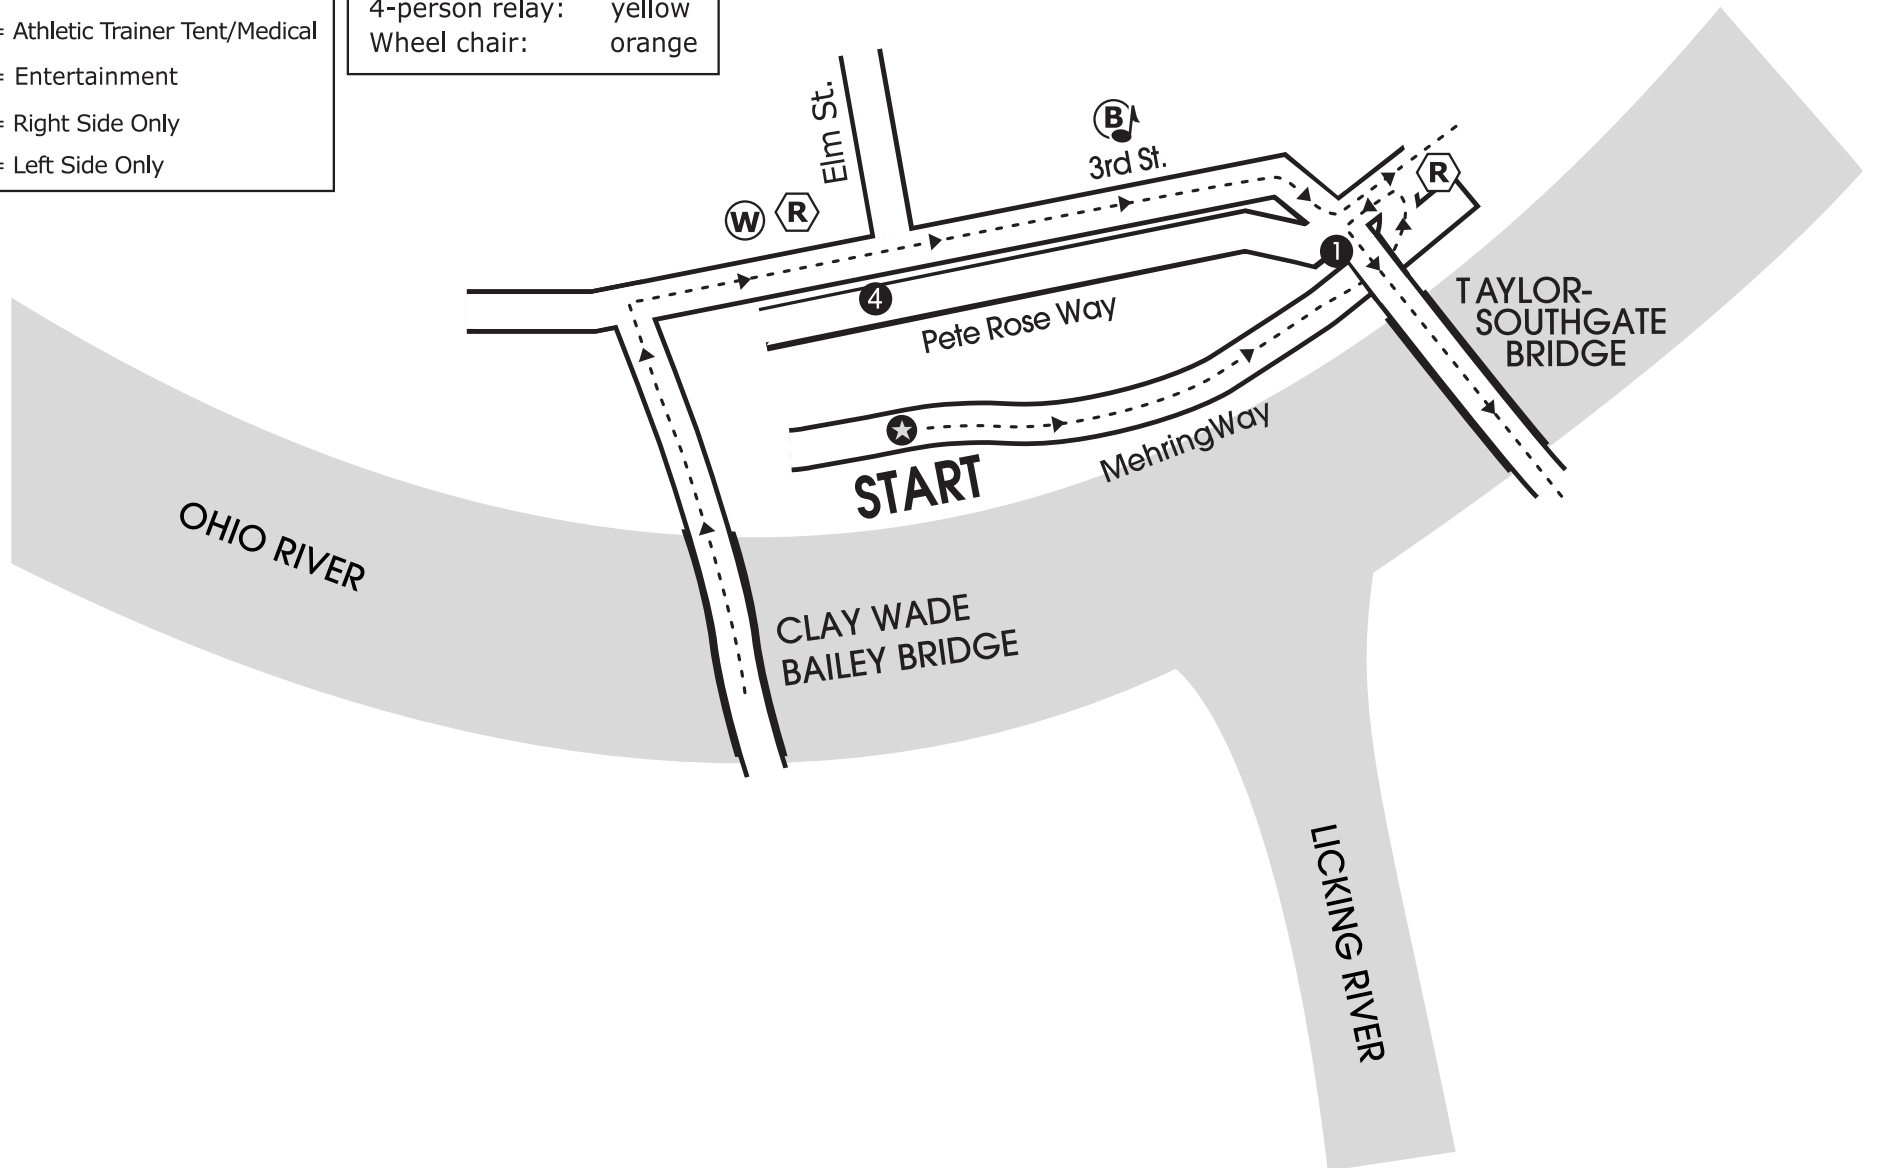 = Athletic Trainer Tent/Medical
= Entertainment
= Right Side Only
= Left Side Only
4-person relay: yellow
Wheel chair: orange
Elm St.
B
3rd St.
R
W
R
1
4
Pete Rose Way
TAYLOR-
SOUTHGATE
BRIDGE
MehringWay
START
OHIO RIVER
CLAY WADE
BAILEY BRIDGE
LICKING RIVER